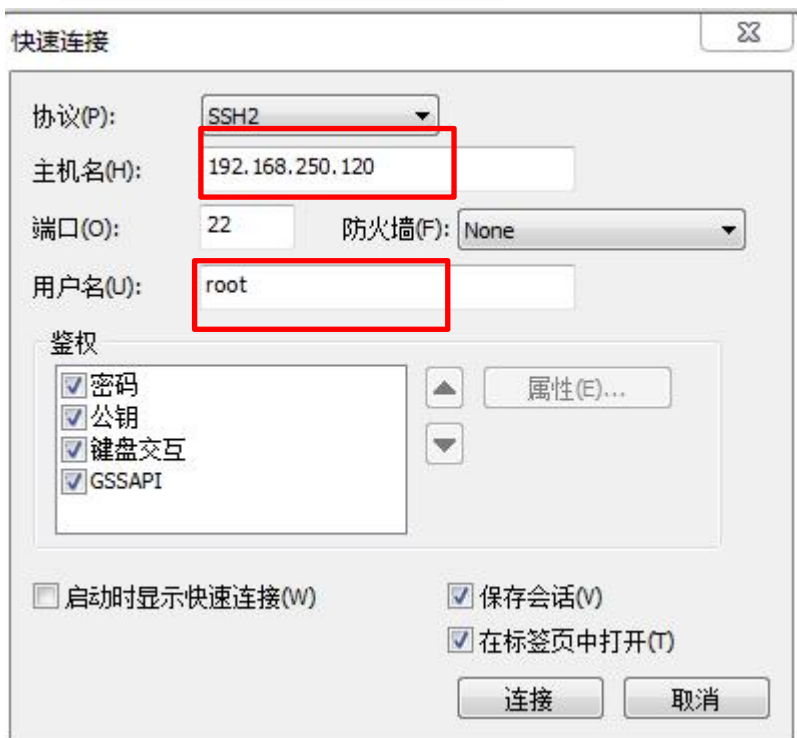 快速连接
协议(P): SSH2
主机名(H): 192.168.250.120
端口(O): 22 防火墙(F): None
用户名(U): root
鉴权
密码
公钥
键盘交互
GSSAPI
属性(E)...
启动时显示快速连接(W)
保存会话(V)
在标签页中打开(T)
连接 取消